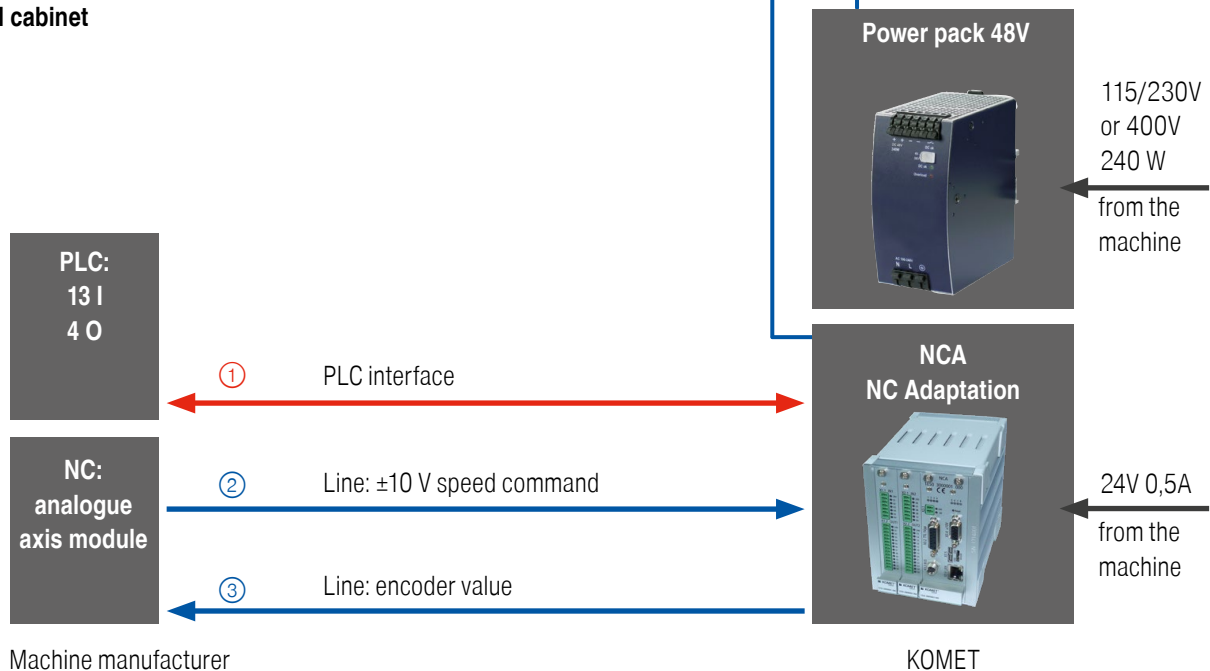 l cabinet
Power pack 48V
115/230V
or 400V
240 W
from the
machine
PLC:
13 I
4 O
1 PLC interface
NCA
NC Adaptation
NC:
analogue
axis module
2 Line: ±10 V speed command
3 Line: encoder value
24V 0,5A
from the
machine
Machine manufacturer
KOMET